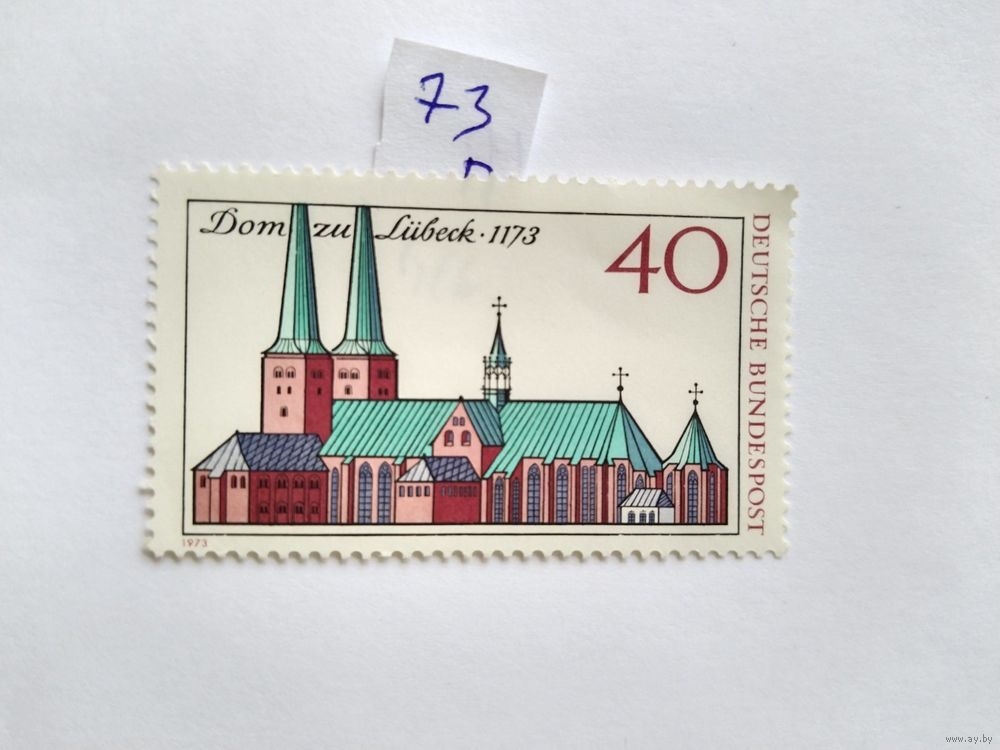 73
Dom zu Lübeck · 1173
40
DEUTSCHE BUNDESPOST
1973
www.ay.by